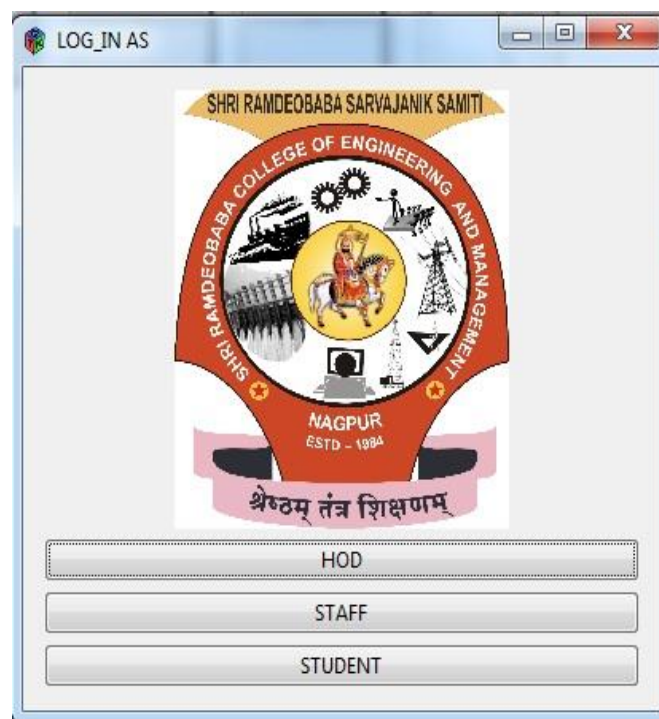 LOG_IN AS
SHRI RAMDEOBABA SARVAJANIK SAMITI
SHRI RAMDEOBABA COLLEGE OF ENGINEERING AND MANAGEMENT
NAGPUR
ESTD – 1984
श्रेष्ठम् तंत्र शिक्षणम्
HOD
STAFF
STUDENT